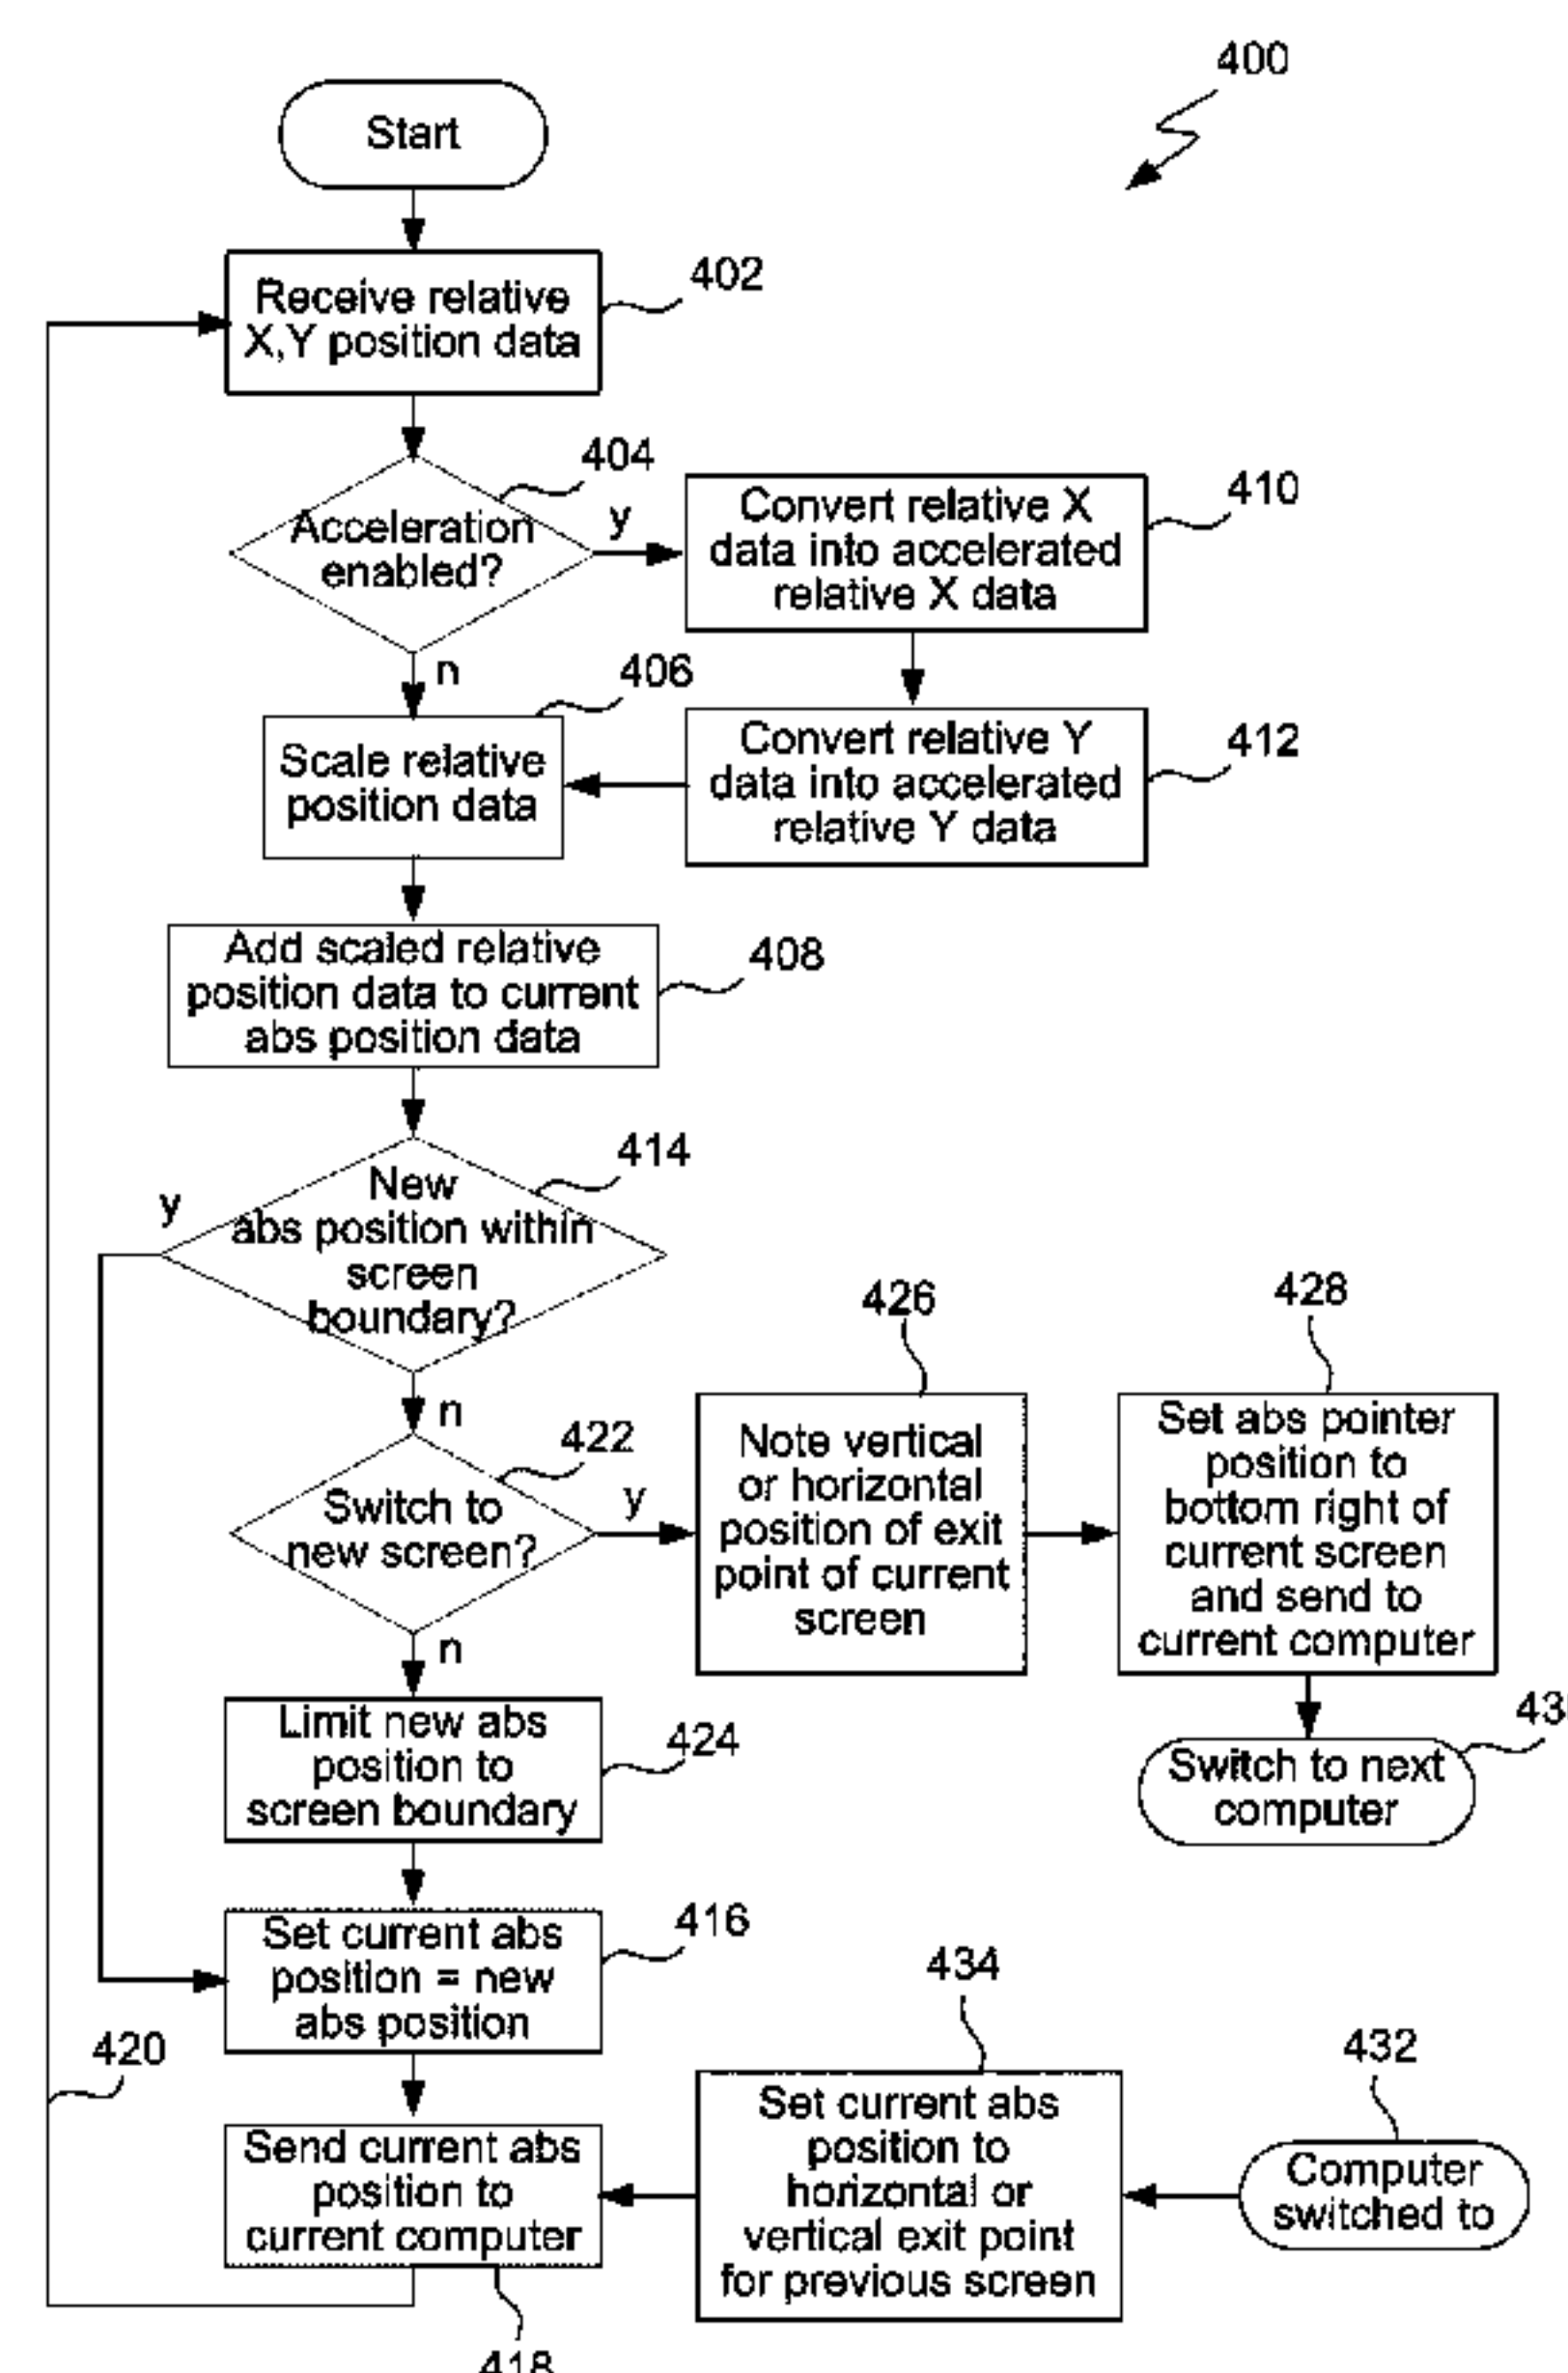 400
Start
Receive relative
X,Y position data
402
404
Acceleration
enabled?
y
n
Convert relative X
data into accelerated
relative X data
410
406
Scale relative
position data
Convert relative Y
data into accelerated
relative Y data
412
Add scaled relative
position data to current
abs position data
408
414
New
abs position within
screen
boundary?
y
n
422
Switch to
new screen?
y
n
426
Note vertical
or horizontal
position of exit
point of current
screen
428
Set abs pointer
position to
bottom right of
current screen
and send to
current computer
43
Switch to next
computer
Limit new abs
position to
screen boundary
424
Set current abs
position = new
abs position
416
420
434
432
Send current abs
position to
current computer
Set current abs
position to
horizontal or
vertical exit point
for previous screen
Computer
switched to
418